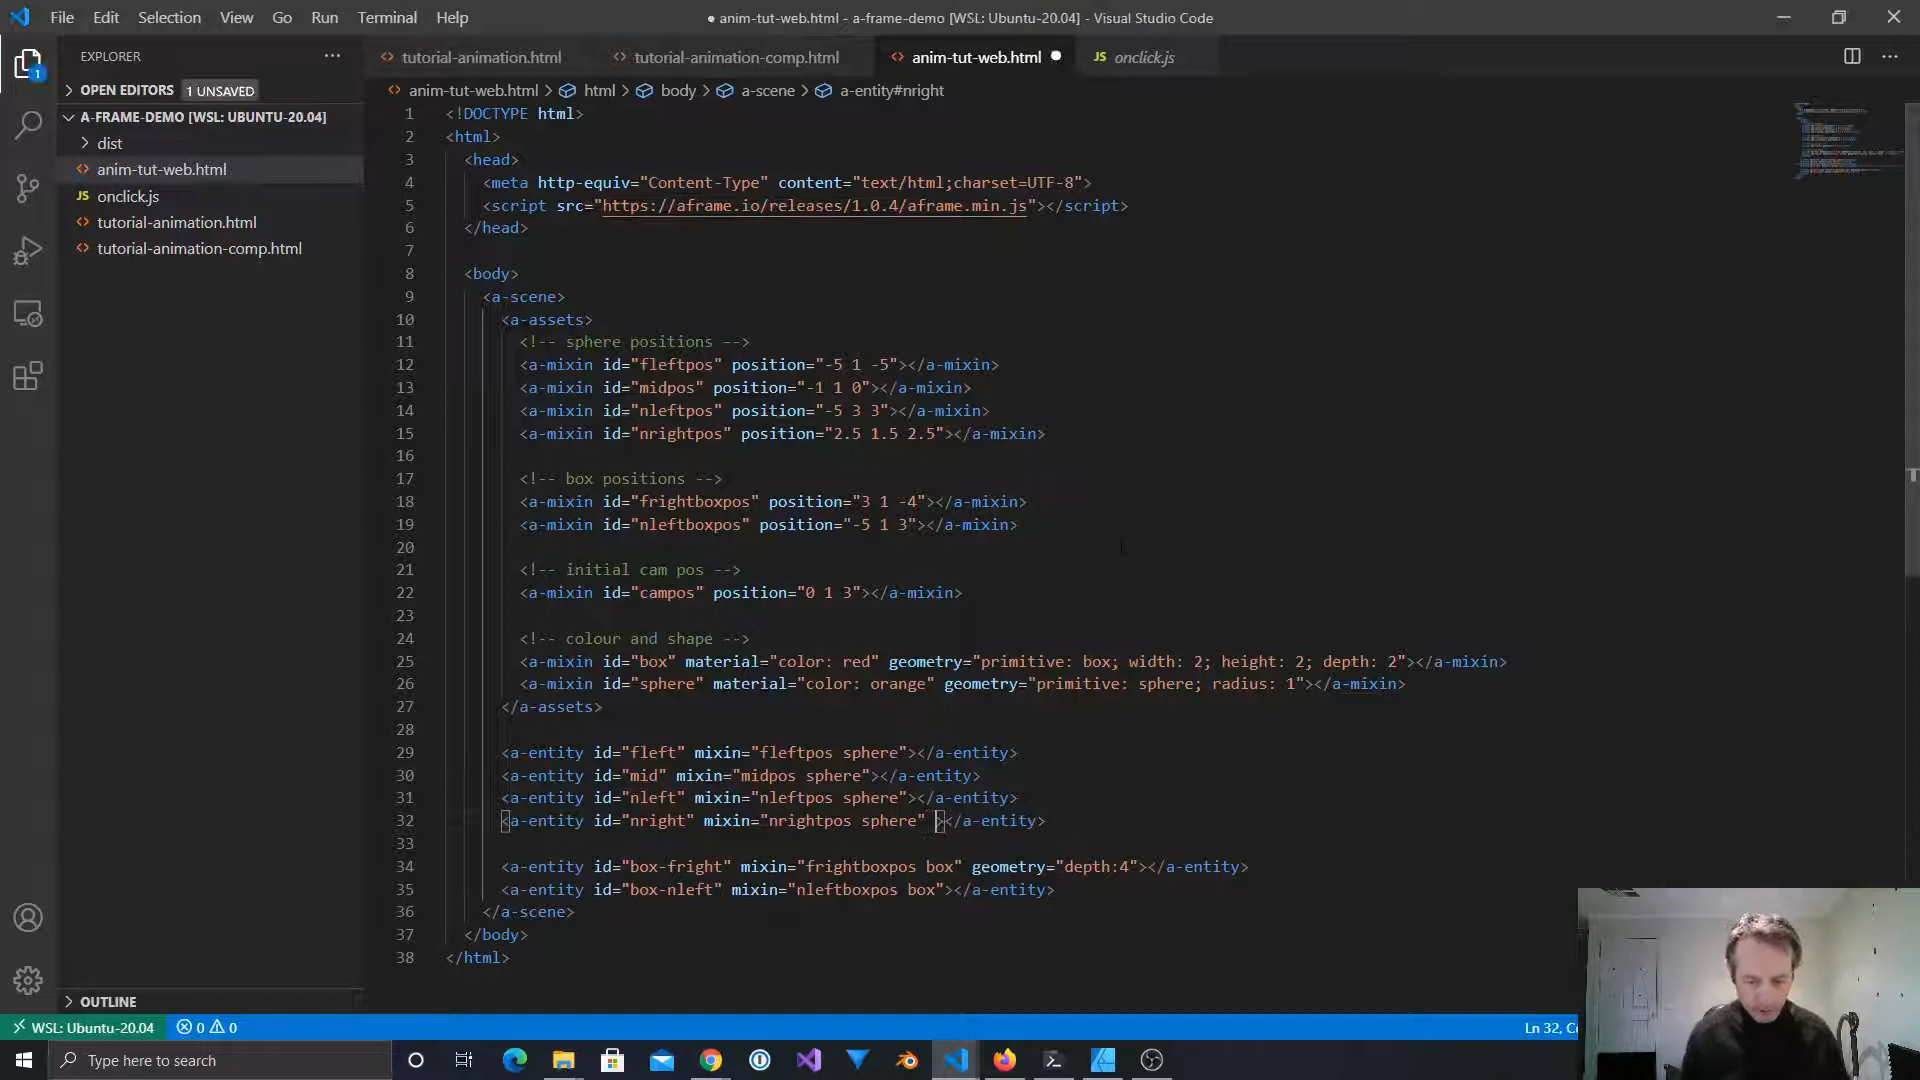 File Edit Selection View Go Run Terminal Help
● anim-tut-web.html - a-frame-demo [WSL: Ubuntu-20.04] - Visual Studio Code
EXPLORER
tutorial-animation.html
tutorial-animation-comp.html
anim-tut-web.html
JS onclick.js
1
OPEN EDITORS 1 UNSAVED
A-FRAME-DEMO [WSL: UBUNTU-20.04]
dist
anim-tut-web.html
JS onclick.js
tutorial-animation.html
tutorial-animation-comp.html
OUTLINE
anim-tut-web.html > html > body > a-scene > a-entity#nright
1 <!DOCTYPE html>
2 <html>
3 <head>
4 <meta http-equiv="Content-Type" content="text/html;charset=UTF-8">
5 <script src="https://aframe.io/releases/1.0.4/aframe.min.js"></script>
6 </head>
7
8 <body>
9 <a-scene>
10 <a-assets>
11 <!-- sphere positions -->
12 <a-mixin id="fleftpos" position="-5 1 -5"></a-mixin>
13 <a-mixin id="midpos" position="-1 1 0"></a-mixin>
14 <a-mixin id="nleftpos" position="-5 3 3"></a-mixin>
15 <a-mixin id="nrightpos" position="2.5 1.5 2.5"></a-mixin>
16
17 <!-- box positions -->
18 <a-mixin id="frightboxpos" position="3 1 -4"></a-mixin>
19 <a-mixin id="nleftboxpos" position="-5 1 3"></a-mixin>
20
21 <!-- initial cam pos -->
22 <a-mixin id="campos" position="0 1 3"></a-mixin>
23
24 <!-- colour and shape -->
25 <a-mixin id="box" material="color: red" geometry="primitive: box; width: 2; height: 2; depth: 2"></a-mixin>
26 <a-mixin id="sphere" material="color: orange" geometry="primitive: sphere; radius: 1"></a-mixin>
27 </a-assets>
28
29 <a-entity id="fleft" mixin="fleftpos sphere"></a-entity>
30 <a-entity id="mid" mixin="midpos sphere"></a-entity>
31 <a-entity id="nleft" mixin="nleftpos sphere"></a-entity>
32 <a-entity id="nright" mixin="nrightpos sphere" ></a-entity>
33
34 <a-entity id="box-fright" mixin="frightboxpos box" geometry="depth:4"></a-entity>
35 <a-entity id="box-nleft" mixin="nleftboxpos box"></a-entity>
36 </a-scene>
37 </body>
38 </html>
WSL: Ubuntu-20.04 0 0
Ln 32,
Type here to search